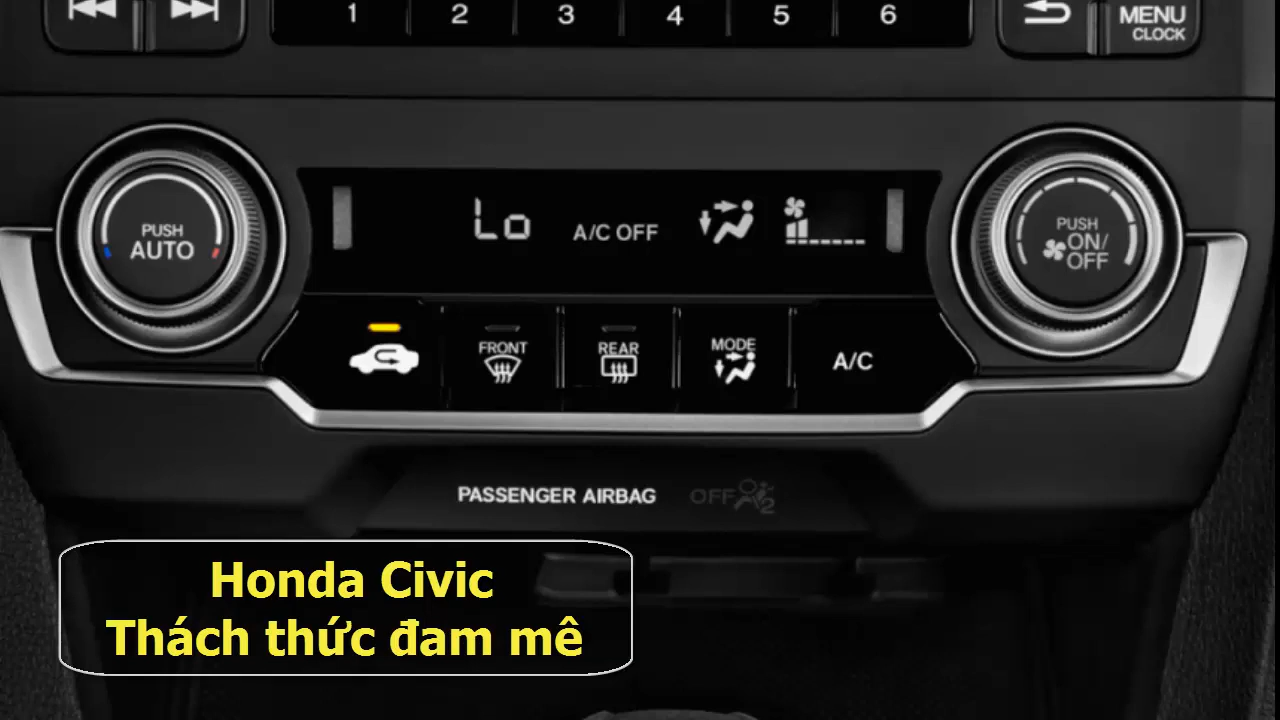 1 2 3 4 5 6
MENU
CLOCK
PUSH
AUTO
Lo
A/C OFF
PUSH
ON/
OFF
FRONT
REAR
MODE
A/C
PASSENGER AIRBAG OFF
2
Honda Civic
Thách thức đam mê